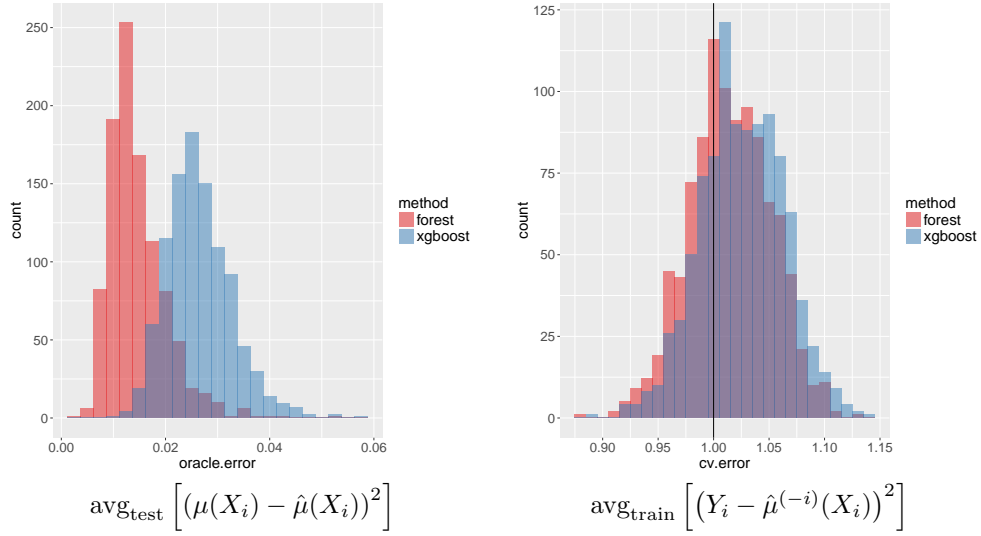 250
200
150
100
50
0
count
0.00 0.02 0.04 0.06
oracle.error
method
forest
xgboost
avg_test [(μ(X_i) − μ̂(X_i))²]
125
100
75
50
25
0
count
0.90 0.95 1.00 1.05 1.10 1.15
cv.error
method
forest
xgboost
avg_train [(Y_i − μ̂^(−i)(X_i))²]